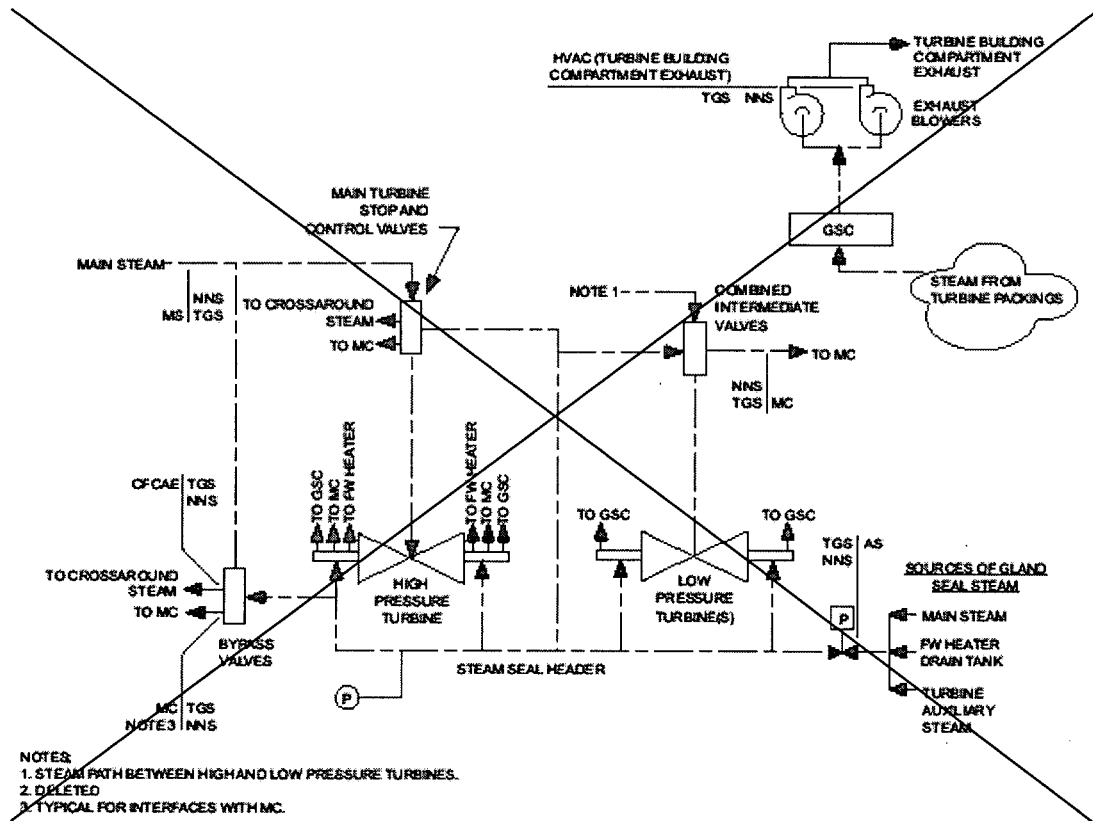 HVAC (TURBINE BUILDING
COMPARTMENT EXHAUST)
TGS NNS
TURBINE BUILDING
COMPARTMENT
EXHAUST
EXHAUST
BLOWERS
MAIN TURBINE
STOP AND
CONTROL VALVES
GSC
STEAM FROM
TURBINE PACKINGS
MAIN STEAM
NNS
MS TGS
TO CROSSAROUND
STEAM
TO MC
NOTE 1
COMBINED
INTERMEDIATE
VALVES
TO MC
NNS
TGS MC
CFCAE TGS
NNS
TO GSC
TO MC
TO FW HEATER
TO FW HEATER
TO MC
TO GSC
TO GSC
TO GSC
TGS AS
NNS
SOURCES OF GLAND
SEAL STEAM
TO CROSSAROUND
STEAM
TO MC
BYPASS
VALVES
HIGH
PRESSURE
TURBINE
LOW
PRESSURE
TURBINE(S)
P
MAIN STEAM
FW HEATER
DRAIN TANK
TURBINE
AUXILIARY
STEAM
STEAM SEAL HEADER
P
MC TGS
NOTE 3 NNS
NOTES:
1. STEAM PATH BETWEEN HIGH AND LOW PRESSURE TURBINES.
2. DELETED
3. TYPICAL FOR INTERFACES WITH MC.